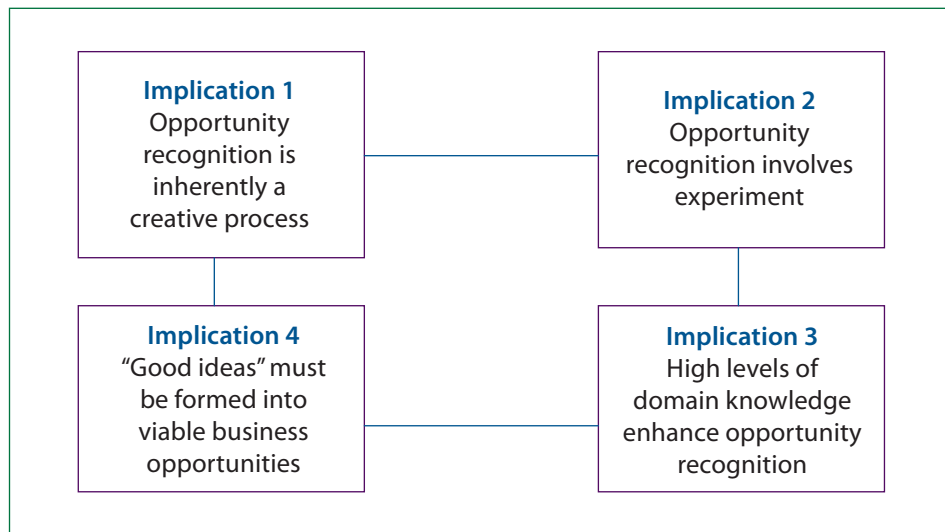 Implication 1
Opportunity
recognition is
inherently a
creative process
Implication 2
Opportunity
recognition involves
experiment
Implication 4
“Good ideas” must
be formed into
viable business
opportunities
Implication 3
High levels of
domain knowledge
enhance opportunity
recognition